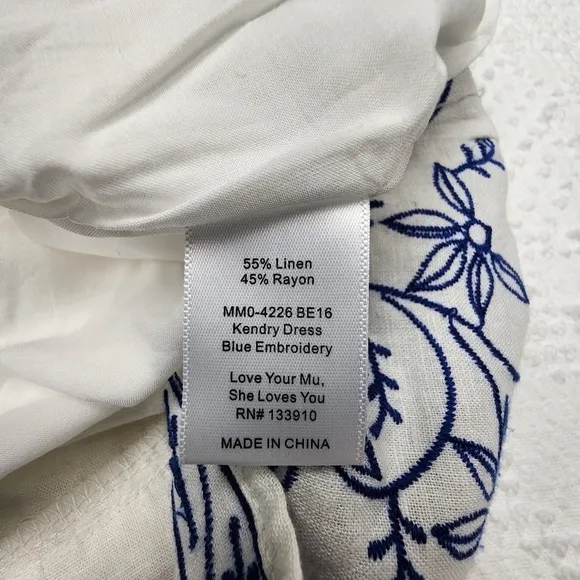 55% Linen
45% Rayon
MM0-4226 BE16
Kendry Dress
Blue Embroidery
Love Your Mu,
She Loves You
RN# 133910
MADE IN CHINA